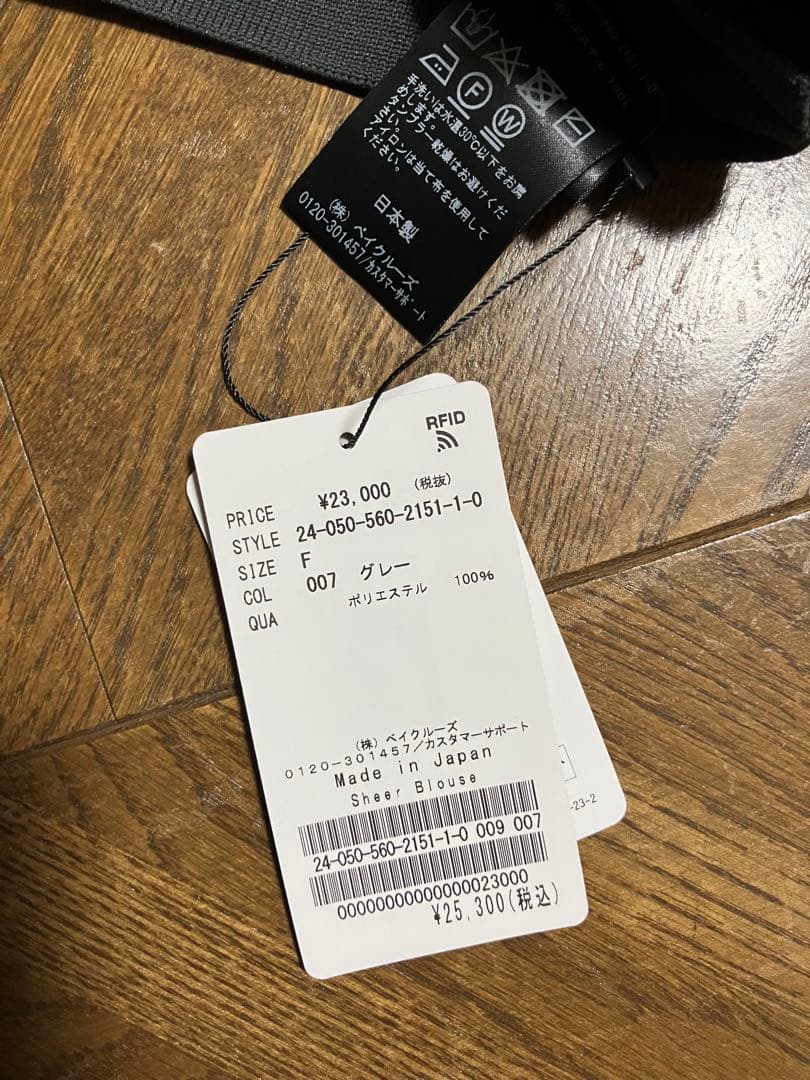 手洗いは水温30℃以下をお薦
めします。
タンブラー乾燥はお避けくだ
さい。
アイロンは当て布を使用して
ください。
日本製
(株) ベイクルーズ
0120-301457/カスタマーサポート
F
W
RFID
PRICE ¥23,000 (税抜)
STYLE 24-050-560-2151-1-0
SIZE F
COL 007 グレー
QUA ポリエステル 100%
(株) ベイクルーズ
0120-301457/カスタマーサポート
Made in Japan
Sheer Blouse
24-050-560-2151-1-0 009 007
00000000000000023000
¥25,300(税込)
-23-2